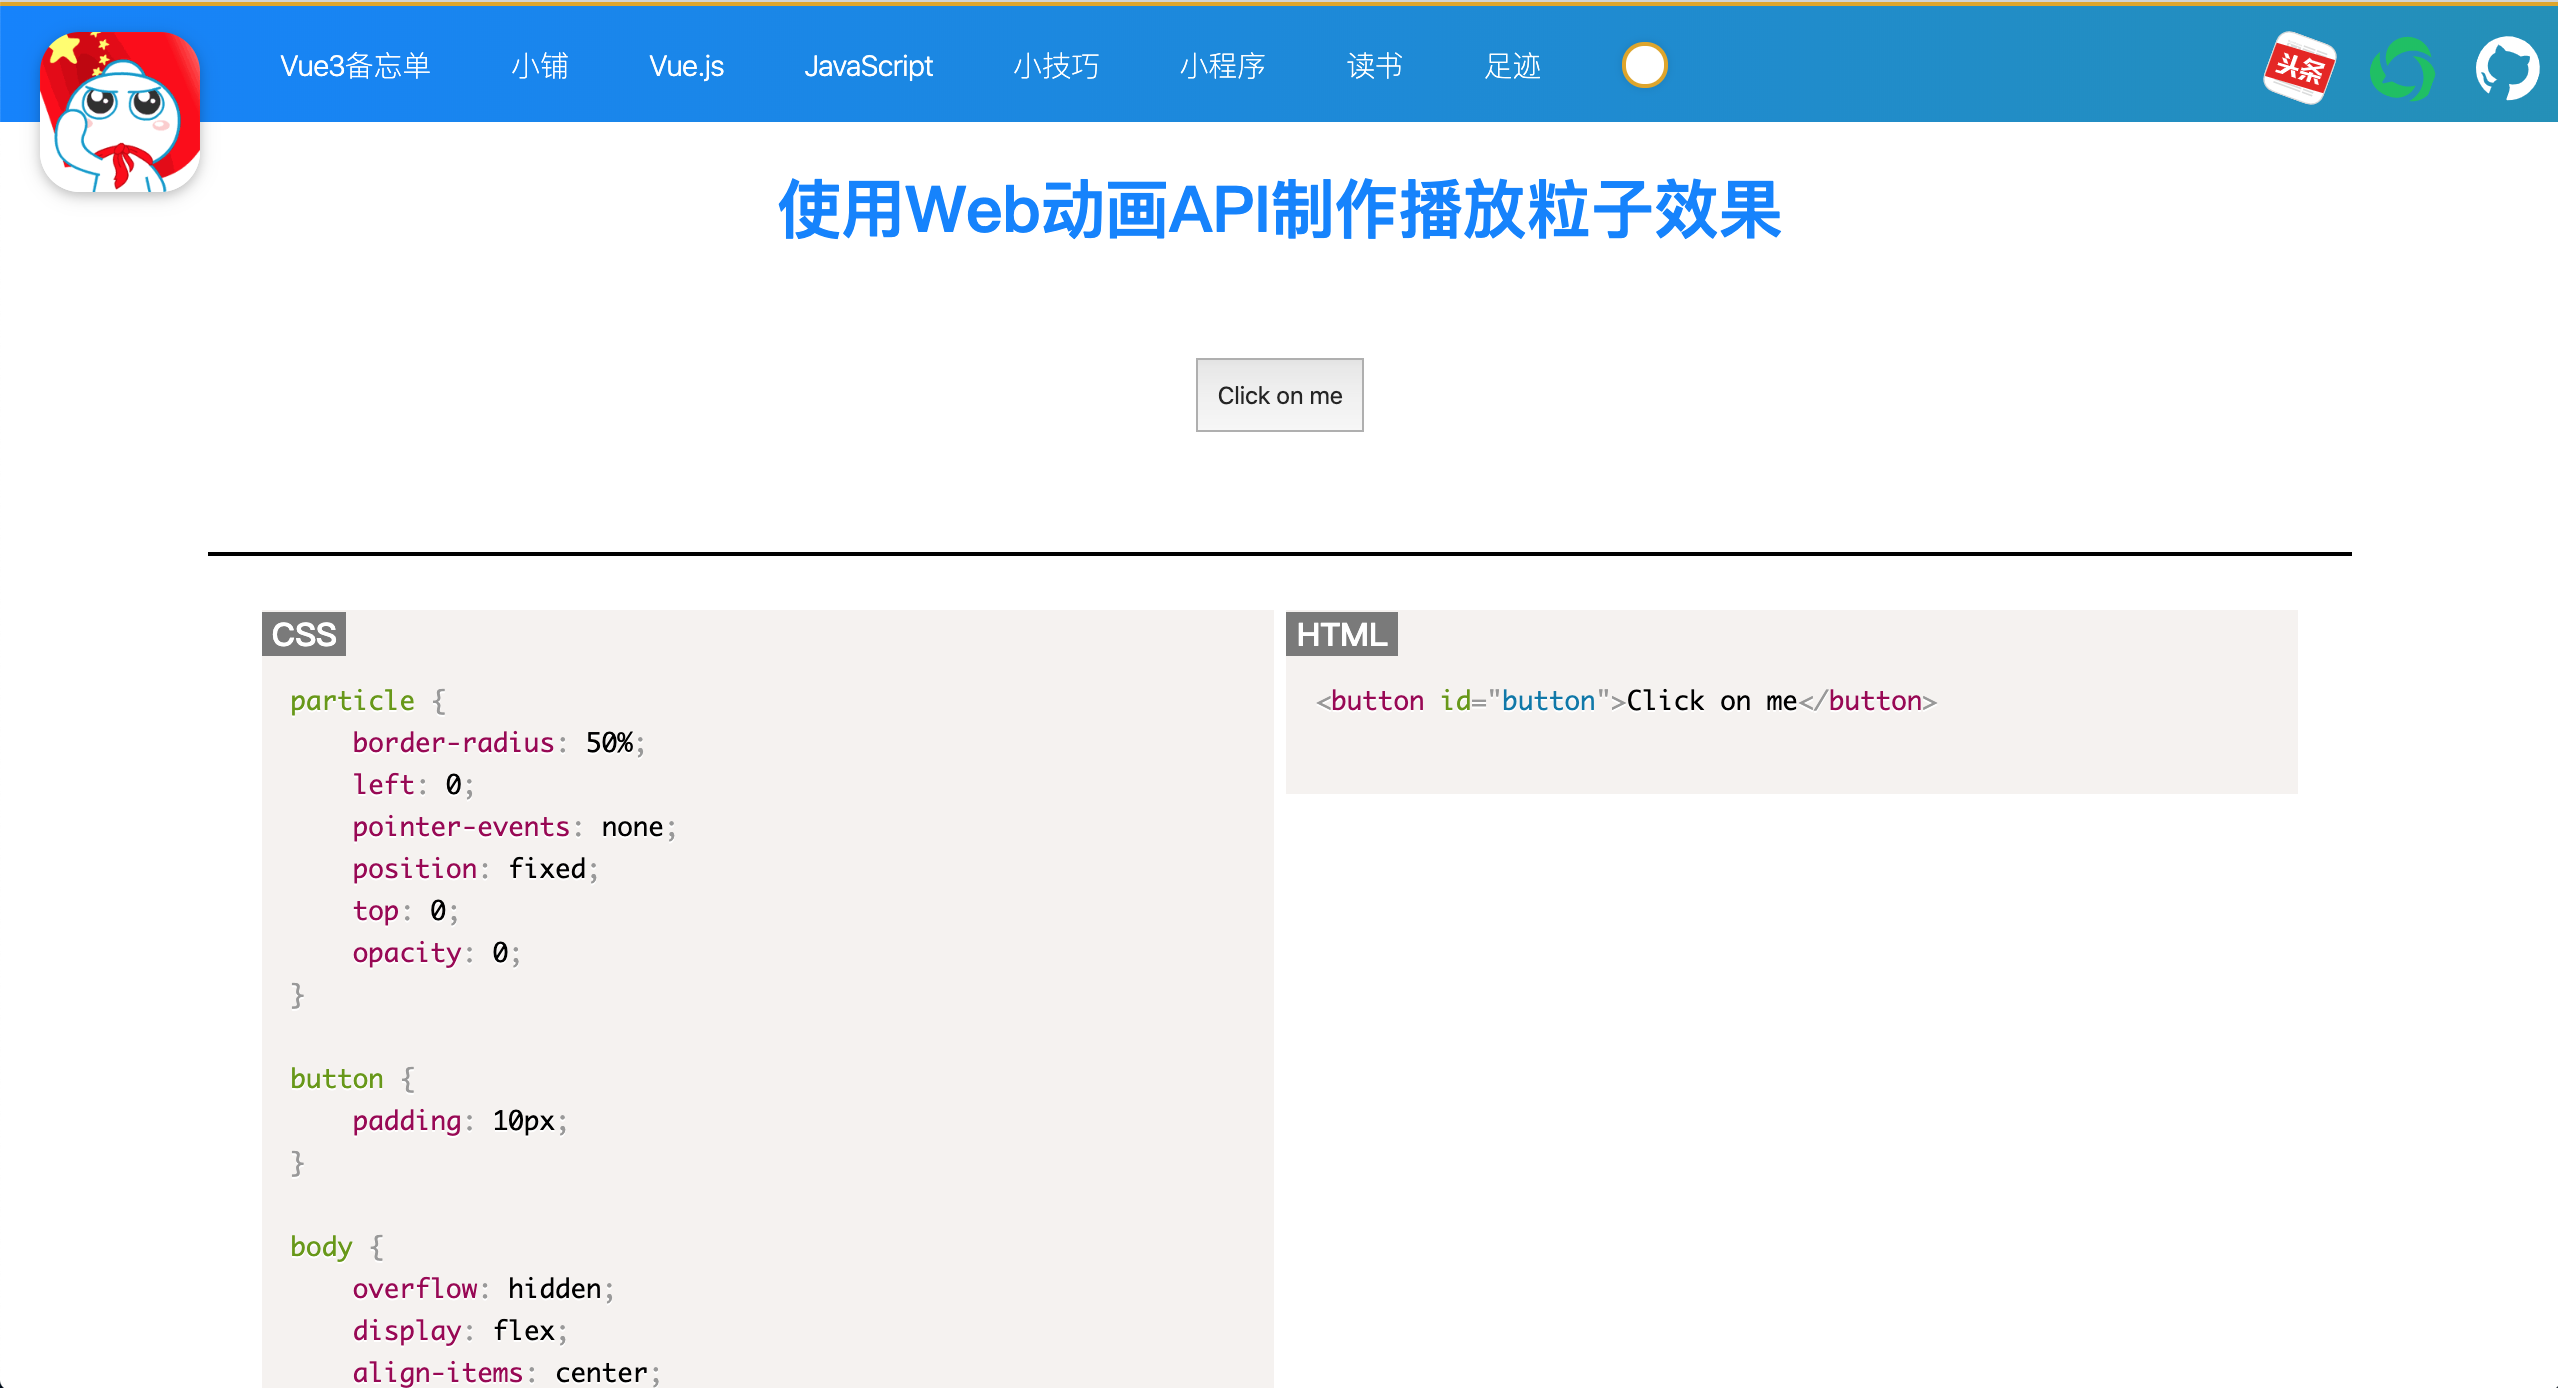 Vue3备忘单 小铺 Vue.js JavaScript 小技巧 小程序 读书 足迹 头条
使用Web动画API制作播放粒子效果
Click on me
CSS
particle {
    border-radius: 50%;
    left: 0;
    pointer-events: none;
    position: fixed;
    top: 0;
    opacity: 0;
}
button {
    padding: 10px;
}
body {
    overflow: hidden;
    display: flex;
    align-items: center;
HTML
<button id="button">Click on me</button>